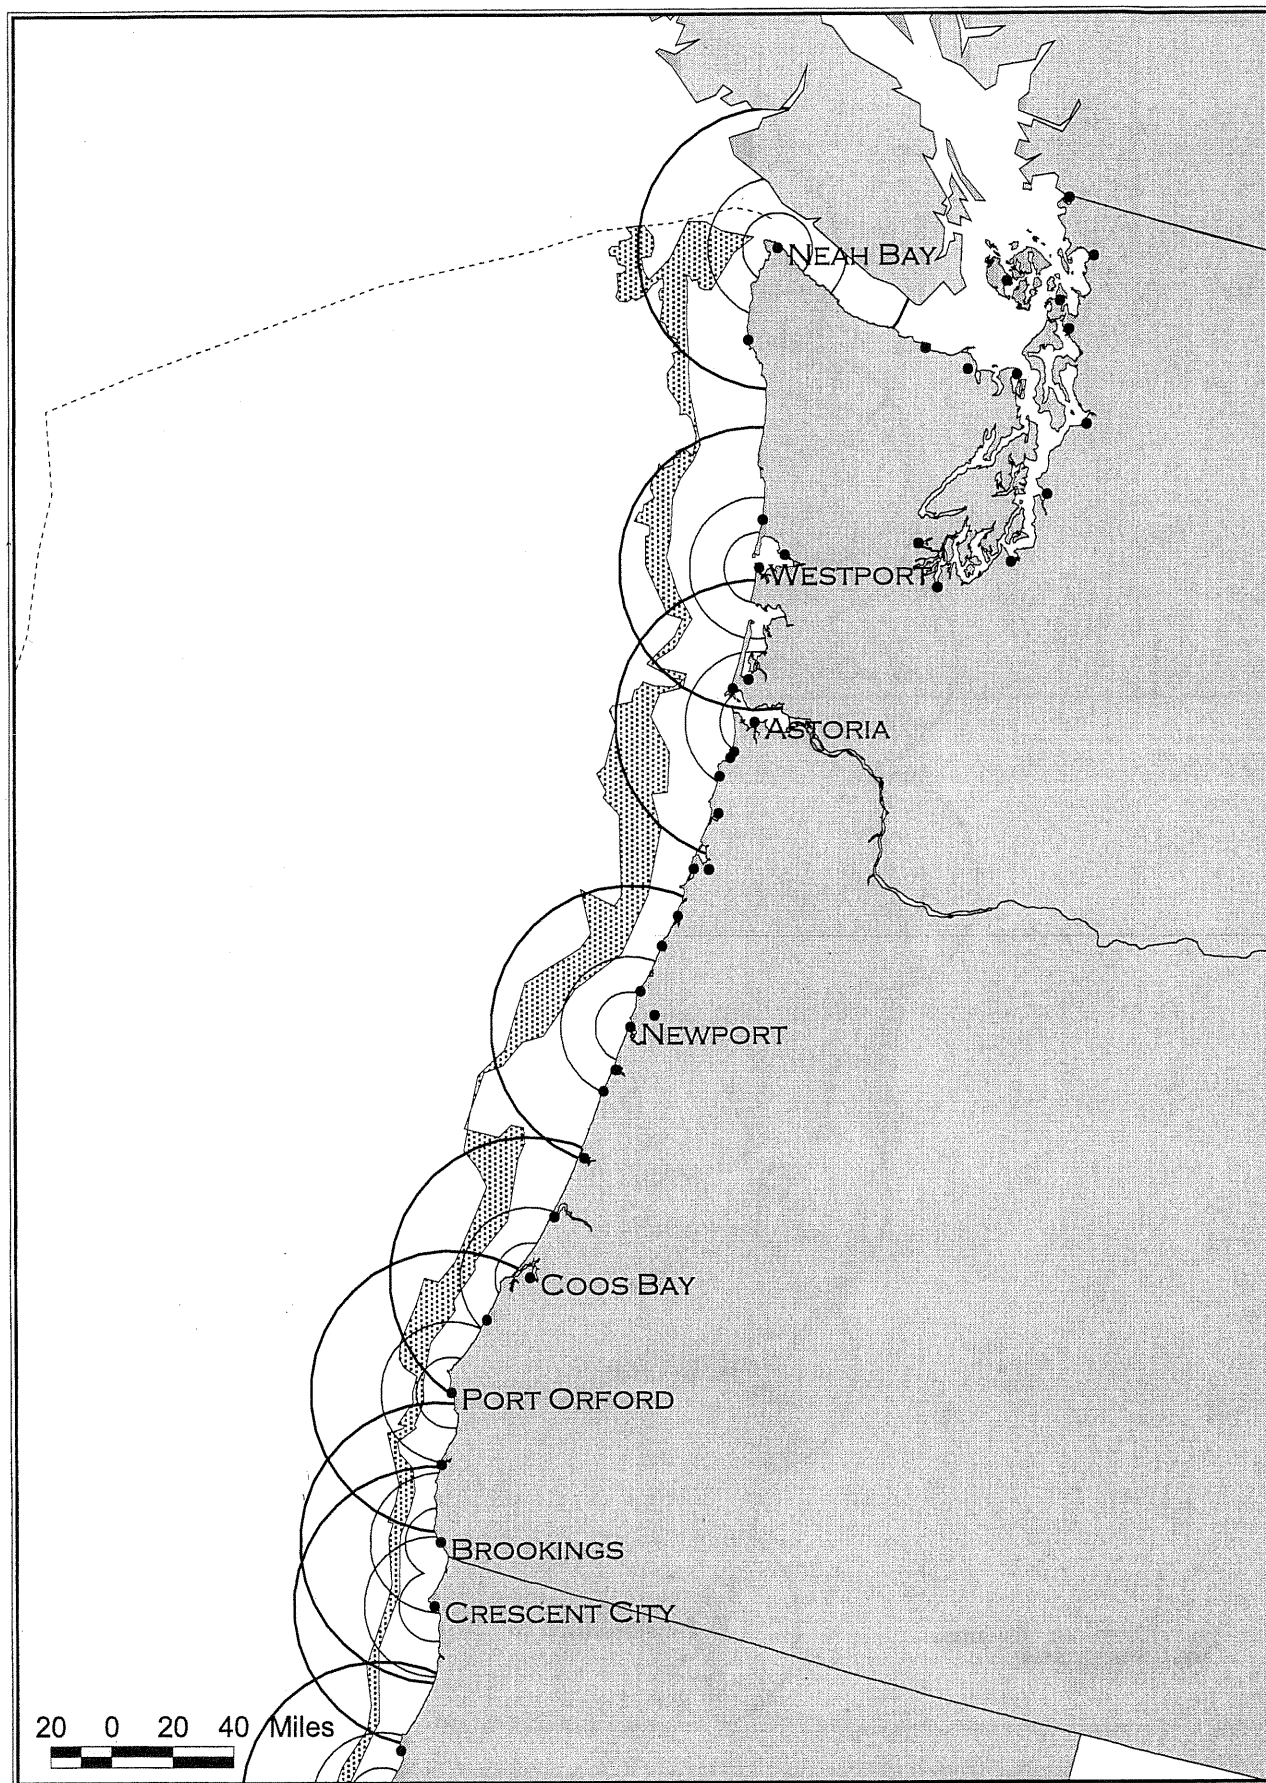 NEAH BAY
WESTPORT
ASTORIA
NEWPORT
COOS BAY
PORT ORFORD
BROOKINGS
CRESCENT CITY
20 0 20 40 Miles